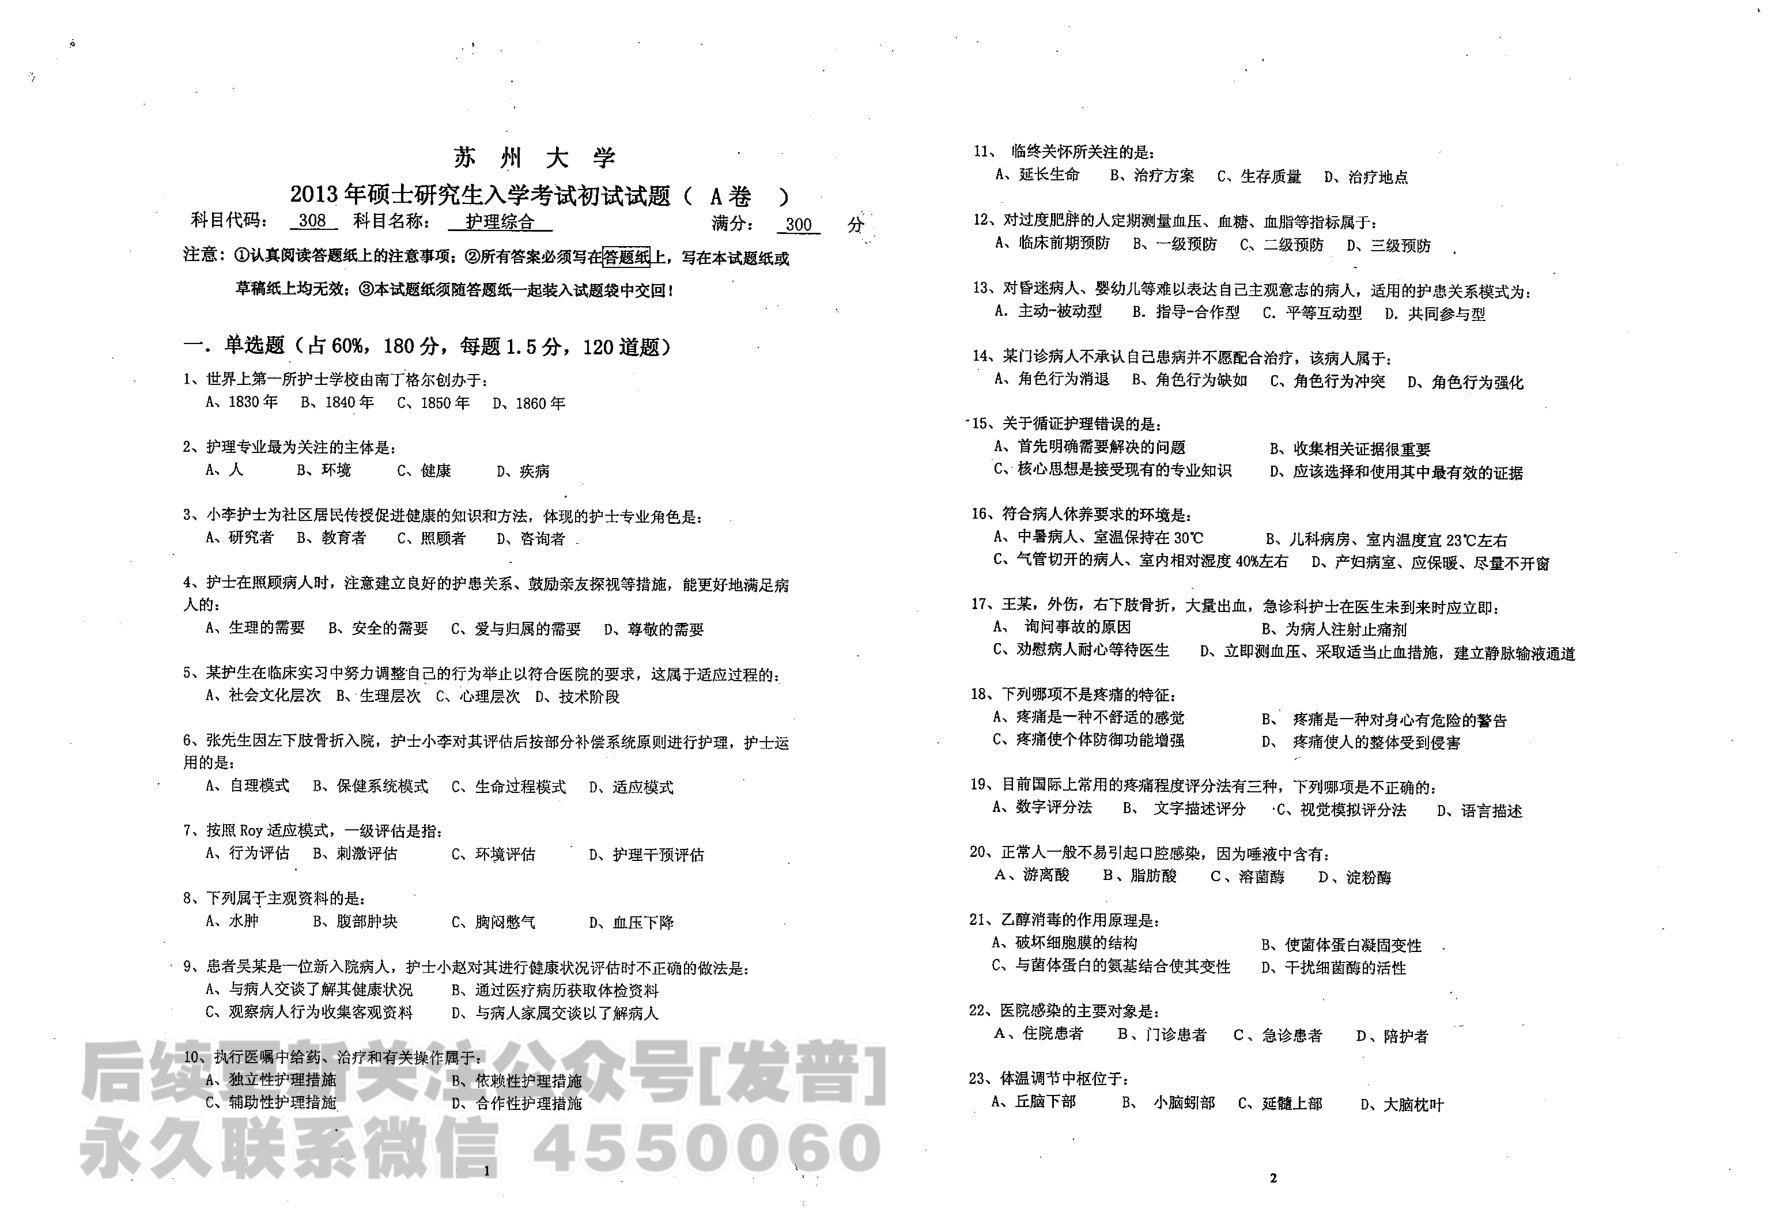 苏 州 大 学
2013年硕士研究生入学考试初试试题（ A卷 ）
科目代码： 308 科目名称： 护理综合 满分： 300 分
注意：①认真阅读答题纸上的注意事项；②所有答案必须写在答题纸上，写在本试题纸或
草稿纸上均无效；③本试题纸须随答题纸一起装入试题袋中交回！
一．单选题（占60%，180分，每题1.5分，120道题）
1、世界上第一所护士学校由南丁格尔创办于：
A、1830年 B、1840年 C、1850年 D、1860年
2、护理专业最为关注的主体是：
A、人 B、环境 C、健康 D、疾病
3、小李护士为社区居民传授促进健康的知识和方法，体现的护士专业角色是：
A、研究者 B、教育者 C、照顾者 D、咨询者
4、护士在照顾病人时，注意建立良好的护患关系、鼓励亲友探视等措施，能更好地满足病
人的：
A、生理的需要 B、安全的需要 C、爱与归属的需要 D、尊敬的需要
5、某护生在临床实习中努力调整自己的行为举止以符合医院的要求，这属于适应过程的：
A、社会文化层次 B、生理层次 C、心理层次 D、技术阶段
6、张先生因左下肢骨折入院，护士小李对其评估后按部分补偿系统原则进行护理，护士运
用的是：
A、自理模式 B、保健系统模式 C、生命过程模式 D、适应模式
7、按照Roy适应模式，一级评估是指：
A、行为评估 B、刺激评估 C、环境评估 D、护理干预评估
8、下列属于主观资料的是：
A、水肿 B、腹部肿块 C、胸闷憋气 D、血压下降
9、患者吴某是一位新入院病人，护士小赵对其进行健康状况评估时不正确的做法是：
A、与病人交谈了解其健康状况 B、通过医疗病历获取体检资料
C、观察病人行为收集客观资料 D、与病人家属交谈以了解病人
10、执行医嘱中给药、治疗和有关操作属于：
A、独立性护理措施 B、依赖性护理措施
C、辅助性护理措施 D、合作性护理措施
后续更新关注公众号[发普]
永久联系微信 4550060
1
11、 临终关怀所关注的是：
A、延长生命 B、治疗方案 C、生存质量 D、治疗地点
12、对过度肥胖的人定期测量血压、血糖、血脂等指标属于：
A、临床前期预防 B、一级预防 C、二级预防 D、三级预防
13、对昏迷病人、婴幼儿等难以表达自己主观意志的病人，适用的护患关系模式为：
A．主动-被动型 B．指导-合作型 C．平等互动型 D．共同参与型
14、某门诊病人不承认自己患病并不愿配合治疗，该病人属于：
A、角色行为消退 B、角色行为缺如 C、角色行为冲突 D、角色行为强化
15、关于循证护理错误的是：
A、首先明确需要解决的问题 B、收集相关证据很重要
C、核心思想是接受现有的专业知识 D、应该选择和使用其中最有效的证据
16、符合病人休养要求的环境是：
A、中暑病人、室温保持在30℃ B、儿科病房、室内温度宜23℃左右
C、气管切开的病人、室内相对湿度40%左右 D、产妇病室、应保暖、尽量不开窗
17、王某，外伤，右下肢骨折，大量出血，急诊科护士在医生未到来时应立即：
A、 询问事故的原因 B、为病人注射止痛剂
C、劝慰病人耐心等待医生 D、立即测血压、采取适当止血措施，建立静脉输液通道
18、下列哪项不是疼痛的特征：
A、疼痛是一种不舒适的感觉 B、 疼痛是一种对身心有危险的警告
C、疼痛使个体防御功能增强 D、 疼痛使人的整体受到侵害
19、目前国际上常用的疼痛程度评分法有三种，下列哪项是不正确的：
A、数字评分法 B、 文字描述评分 C、视觉模拟评分法 D、语言描述
20、正常人一般不易引起口腔感染，因为唾液中含有：
A、游离酸 B、脂肪酸 C、溶菌酶 D、淀粉酶
21、乙醇消毒的作用原理是：
A、破坏细胞膜的结构 B、使菌体蛋白凝固变性
C、与菌体蛋白的氨基结合使其变性 D、干扰细菌酶的活性
22、医院感染的主要对象是：
A、住院患者 B、门诊患者 C、急诊患者 D、陪护者
23、体温调节中枢位于：
A、丘脑下部 B、 小脑蚓部 C、延髓上部 D、大脑枕叶
2